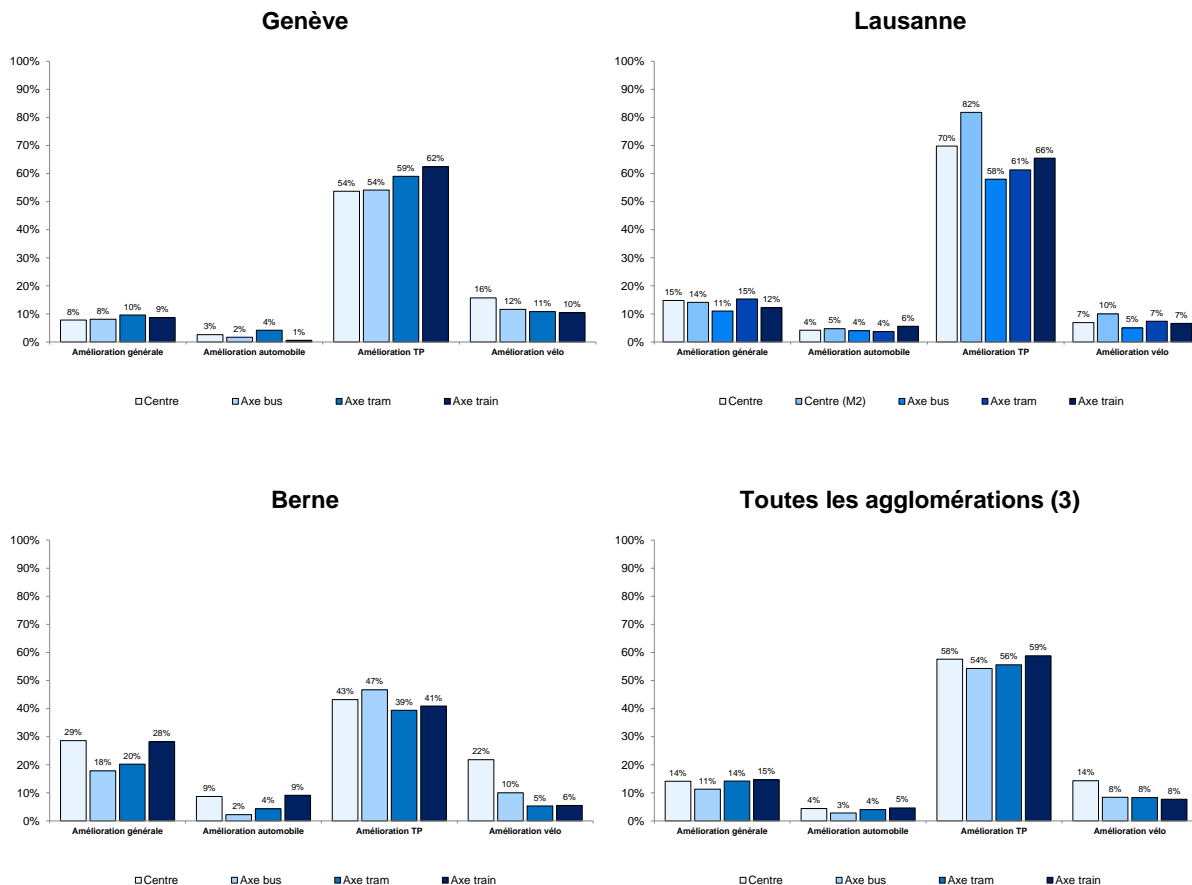 Genève
100%
90%
80%
70%
60%
50%
40%
30%
20%
10%
0%
8% 8% 10% 9%
3% 2% 4% 1%
54% 54% 59% 62%
16% 12% 11% 10%
Amélioration générale Amélioration automobile Amélioration TP Amélioration vélo
Centre Axe bus Axe tram Axe train
Lausanne
100%
90%
80%
70%
60%
50%
40%
30%
20%
10%
0%
15% 14% 11% 15% 12%
4% 5% 4% 4% 6%
70% 82% 58% 61% 66%
7% 10% 5% 7% 7%
Amélioration générale Amélioration automobile Amélioration TP Amélioration vélo
Centre Centre (M2) Axe bus Axe tram Axe train
Berne
100%
90%
80%
70%
60%
50%
40%
30%
20%
10%
0%
29% 18% 20% 28%
9% 2% 4% 9%
43% 47% 39% 41%
22% 10% 5% 6%
Amélioration générale Amélioration automobile Amélioration TP Amélioration vélo
Centre Axe bus Axe tram Axe train
Toutes les agglomérations (3)
100%
90%
80%
70%
60%
50%
40%
30%
20%
10%
0%
14% 11% 14% 15%
4% 3% 4% 5%
58% 54% 56% 59%
14% 8% 8% 8%
Amélioration générale Amélioration automobile Amélioration TP Amélioration vélo
Centre Axe bus Axe tram Axe train